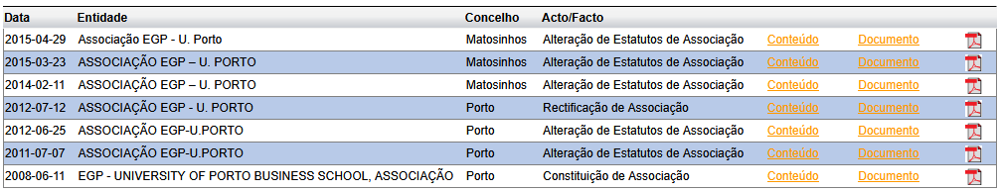 Data Entidade Concelho Acto/Facto
2015-04-29 Associação EGP - U. Porto Matosinhos Alteração de Estatutos de Associação Conteúdo Documento
2015-03-23 ASSOCIAÇÃO EGP – U. PORTO Matosinhos Alteração de Estatutos de Associação Conteúdo Documento
2014-02-11 ASSOCIAÇÃO EGP – U. PORTO Matosinhos Alteração de Estatutos de Associação Conteúdo Documento
2012-07-12 ASSOCIAÇÃO EGP - U. PORTO Porto Rectificação de Associação Conteúdo Documento
2012-06-25 ASSOCIAÇÃO EGP-U.PORTO Porto Alteração de Estatutos de Associação Conteúdo Documento
2011-07-07 ASSOCIAÇÃO EGP-U.PORTO Porto Alteração de Estatutos de Associação Conteúdo Documento
2008-06-11 EGP - UNIVERSITY OF PORTO BUSINESS SCHOOL, ASSOCIAÇÃO Porto Constituição de Associação Conteúdo Documento